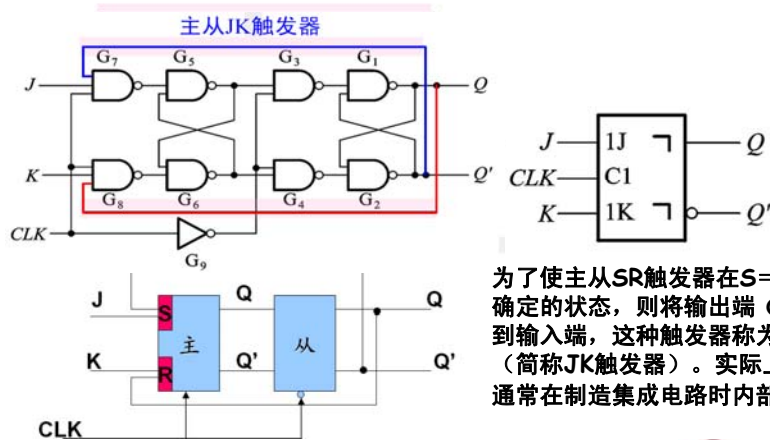 主从JK触发器
G₇
G₅
G₃
G₁
J
Q
K
Q'
G₈
G₆
G₄
G₂
CLK
G₉
J
1J
Q
CLK
C1
K
1K
Q'
为了使主从SR触发器在S=
确定的状态，则将输出端
到输入端，这种触发器称为
（简称JK触发器）。实际
通常在制造集成电路时内部
J
Q
Q
S
主
从
K
Q'
Q'
R
CLK